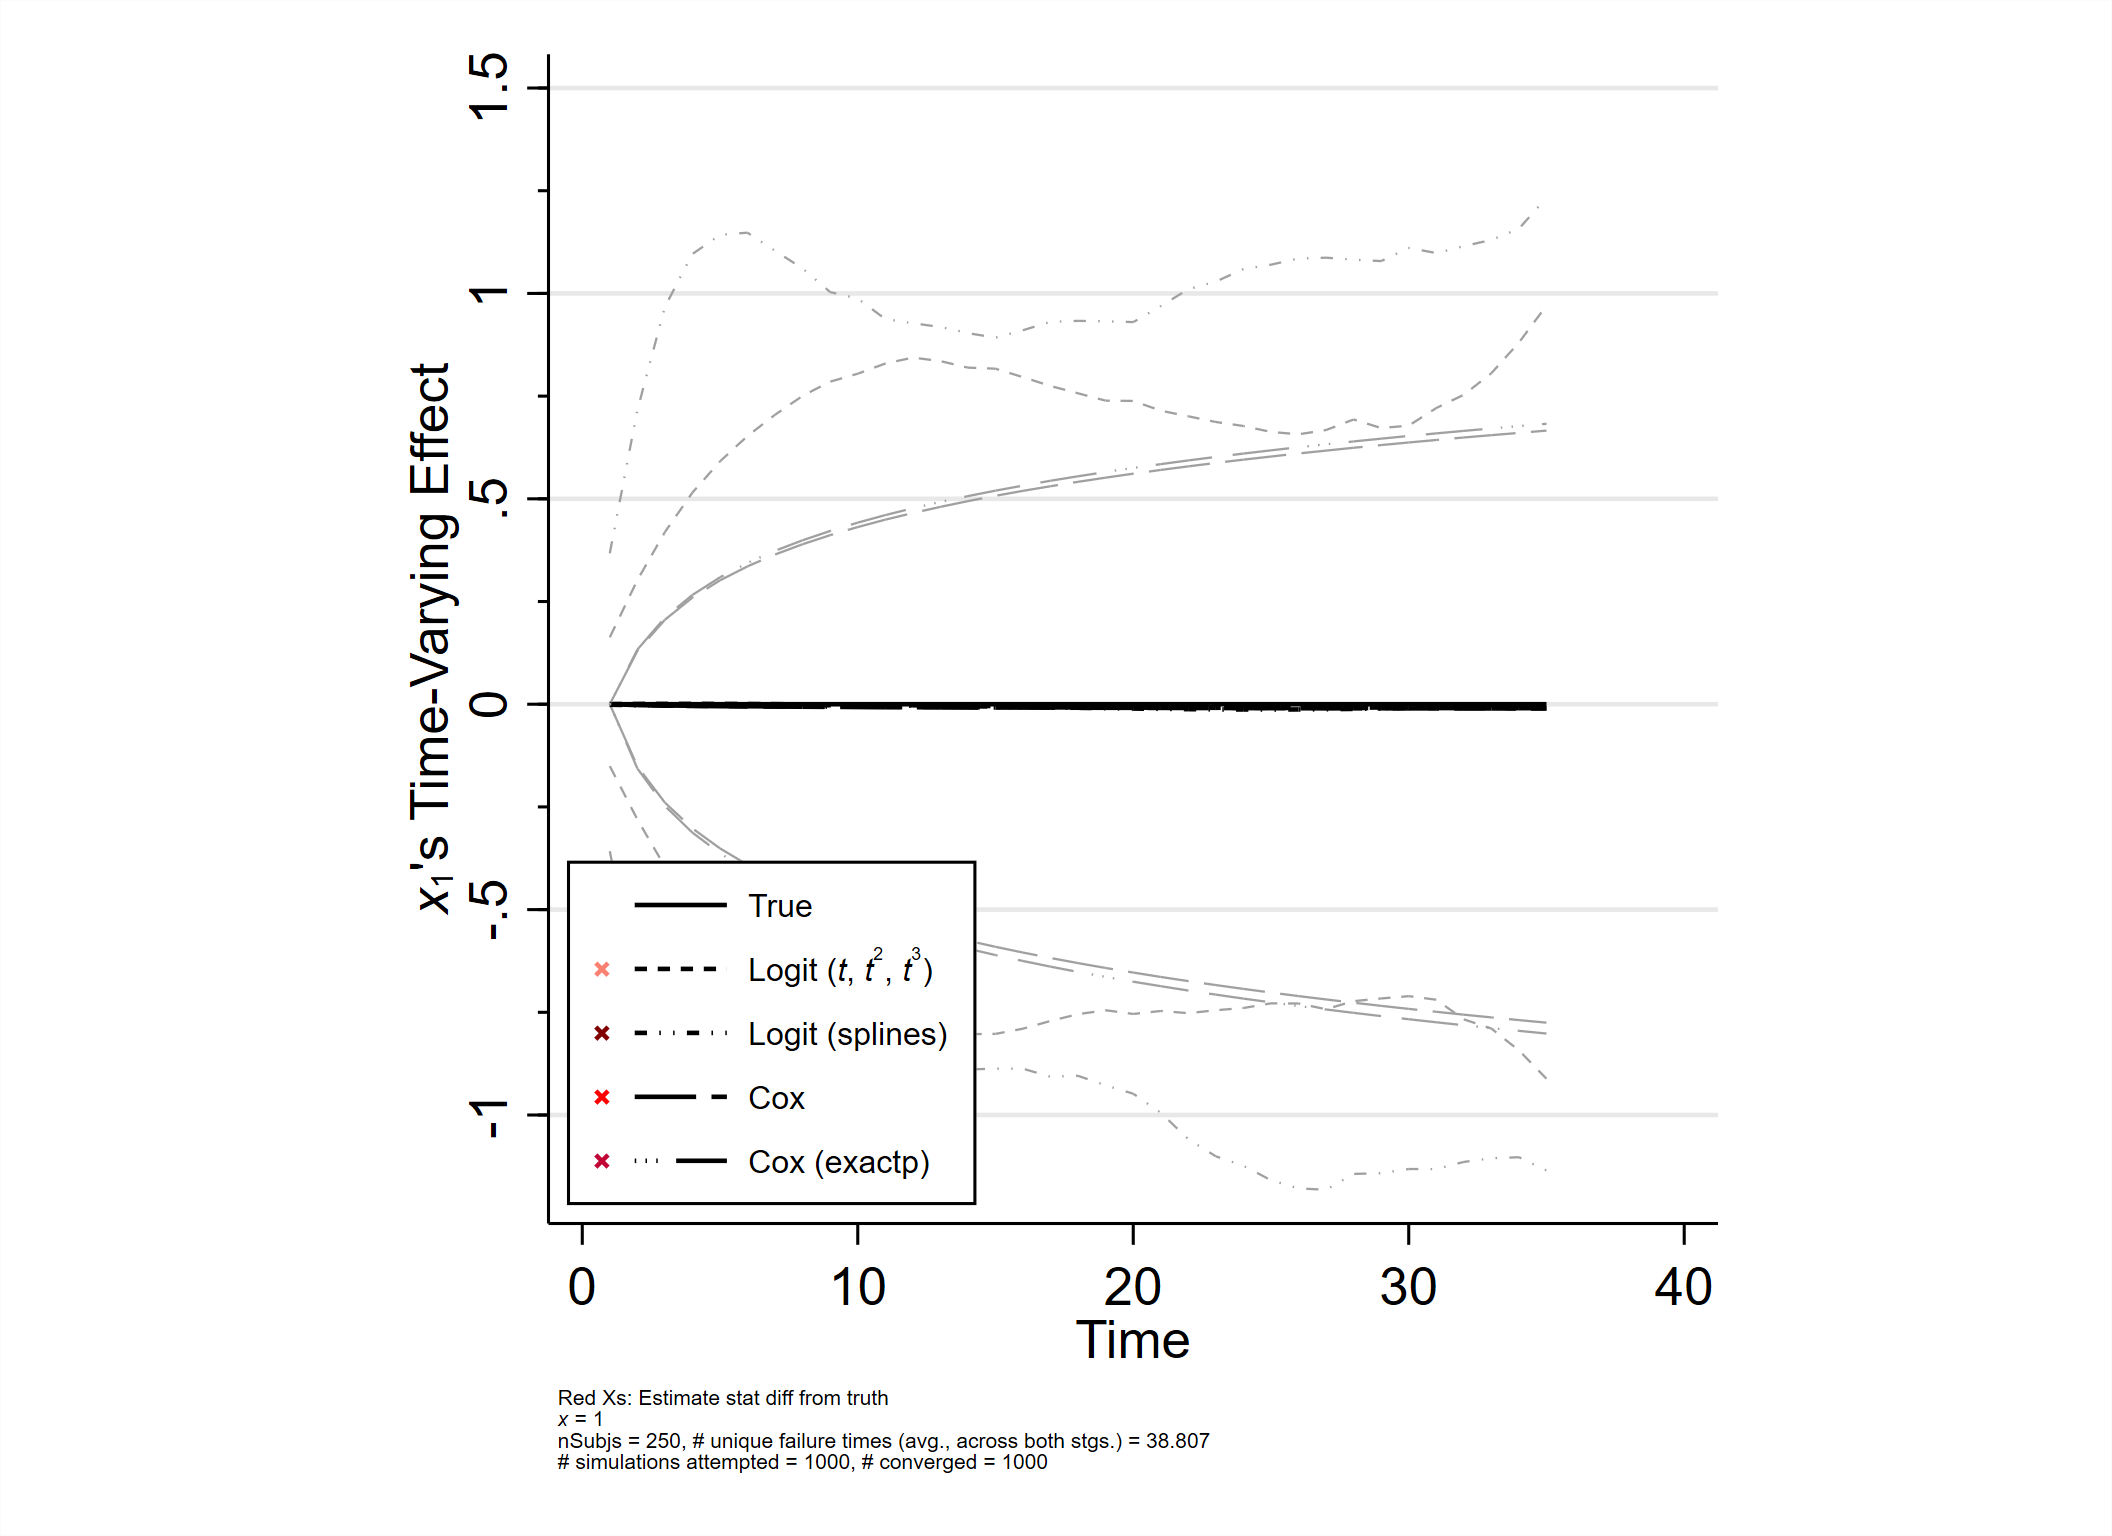 1.5
1
.5
0
-.5
-1
x₁'s Time-Varying Effect
True
Logit (t, t², t³)
Logit (splines)
Cox
Cox (exactp)
0 10 20 30 40
Time
Red Xs: Estimate stat diff from truth
x = 1
nSubjs = 250, # unique failure times (avg., across both stgs.) = 38.807
# simulations attempted = 1000, # converged = 1000